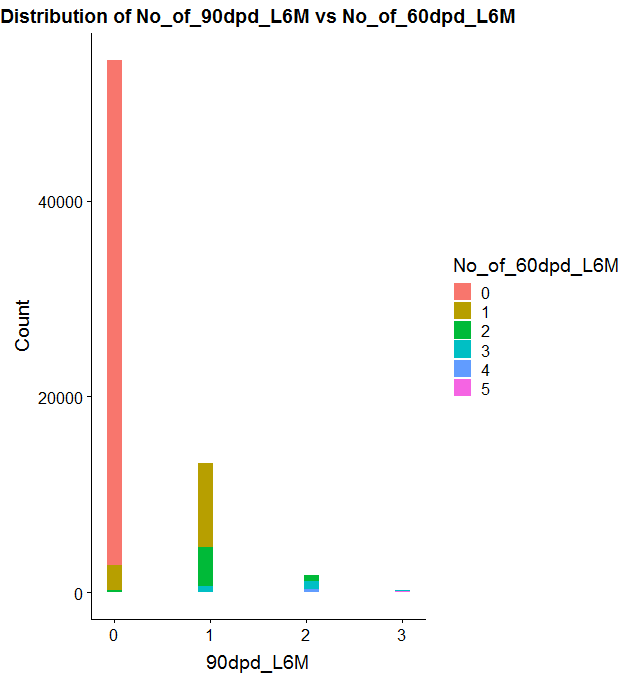 Distribution of No_of_90dpd_L6M vs No_of_60dpd_L6M
40000
20000
0
Count
0 1 2 3
90dpd_L6M
No_of_60dpd_L6M
0
1
2
3
4
5